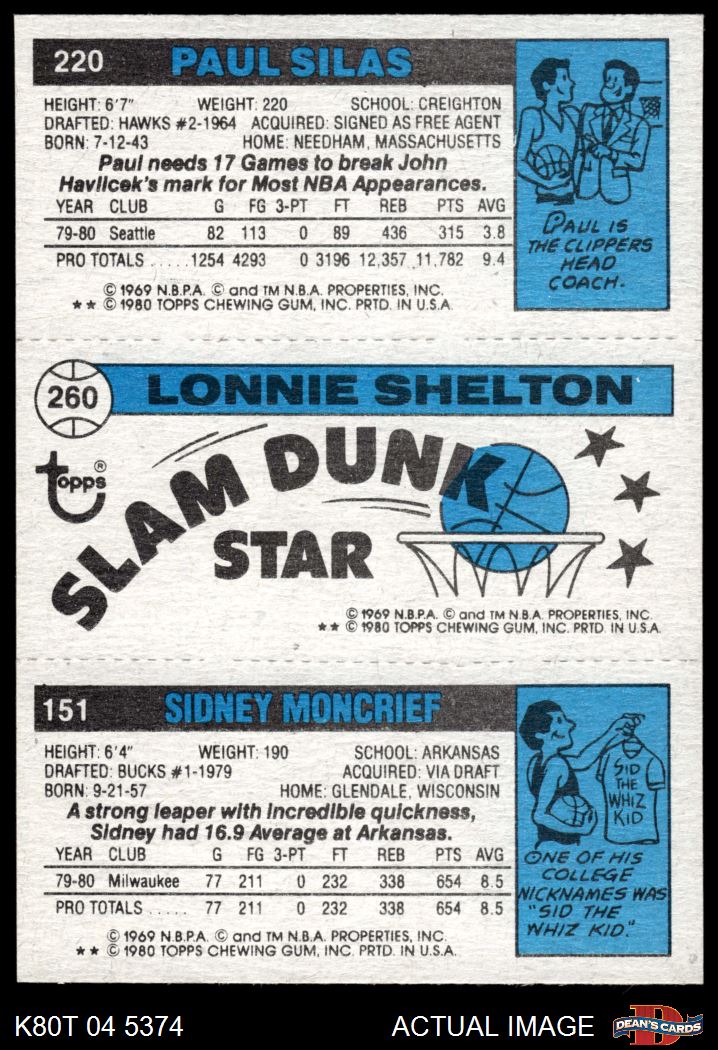 220 PAUL SILAS
HEIGHT: 6'7" WEIGHT: 220 SCHOOL: CREIGHTON
DRAFTED: HAWKS #2-1964 ACQUIRED: SIGNED AS FREE AGENT
BORN: 7-12-43 HOME: NEEDHAM, MASSACHUSETTS
Paul needs 17 Games to break John
Havlicek's mark for Most NBA Appearances.
YEAR CLUB G FG 3-PT FT REB PTS AVG
79-80 Seattle 82 113 0 89 436 315 3.8
PRO TOTALS ..... 1254 4293 0 3196 12,357 11,782 9.4
© 1969 N.B.P.A. © and TM N.B.A. PROPERTIES, INC.
** © 1980 TOPPS CHEWING GUM, INC. PRTD. IN U.S.A.
PAUL IS
THE CLIPPERS
HEAD
COACH.
260 LONNIE SHELTON
topps®
SLAM DUNK
STAR
© 1969 N.B.P.A. © and TM N.B.A. PROPERTIES, INC.
** © 1980 TOPPS CHEWING GUM, INC. PRTD. IN U.S.A.
151 SIDNEY MONCRIEF
HEIGHT: 6'4" WEIGHT: 190 SCHOOL: ARKANSAS
DRAFTED: BUCKS #1-1979 ACQUIRED: VIA DRAFT
BORN: 9-21-57 HOME: GLENDALE, WISCONSIN
A strong leaper with incredible quickness,
Sidney had 16.9 Average at Arkansas.
YEAR CLUB G FG 3-PT FT REB PTS AVG
79-80 Milwaukee 77 211 0 232 338 654 8.5
PRO TOTALS ..... 77 211 0 232 338 654 8.5
© 1969 N.B.P.A. © and TM N.B.A. PROPERTIES, INC.
** © 1980 TOPPS CHEWING GUM, INC. PRTD. IN U.S.A.
SID
THE
WHIZ
KID
ONE OF HIS
COLLEGE
NICKNAMES WAS
"SID THE
WHIZ KID."
K80T 04 5374 ACTUAL IMAGE DEAN'S CARDS